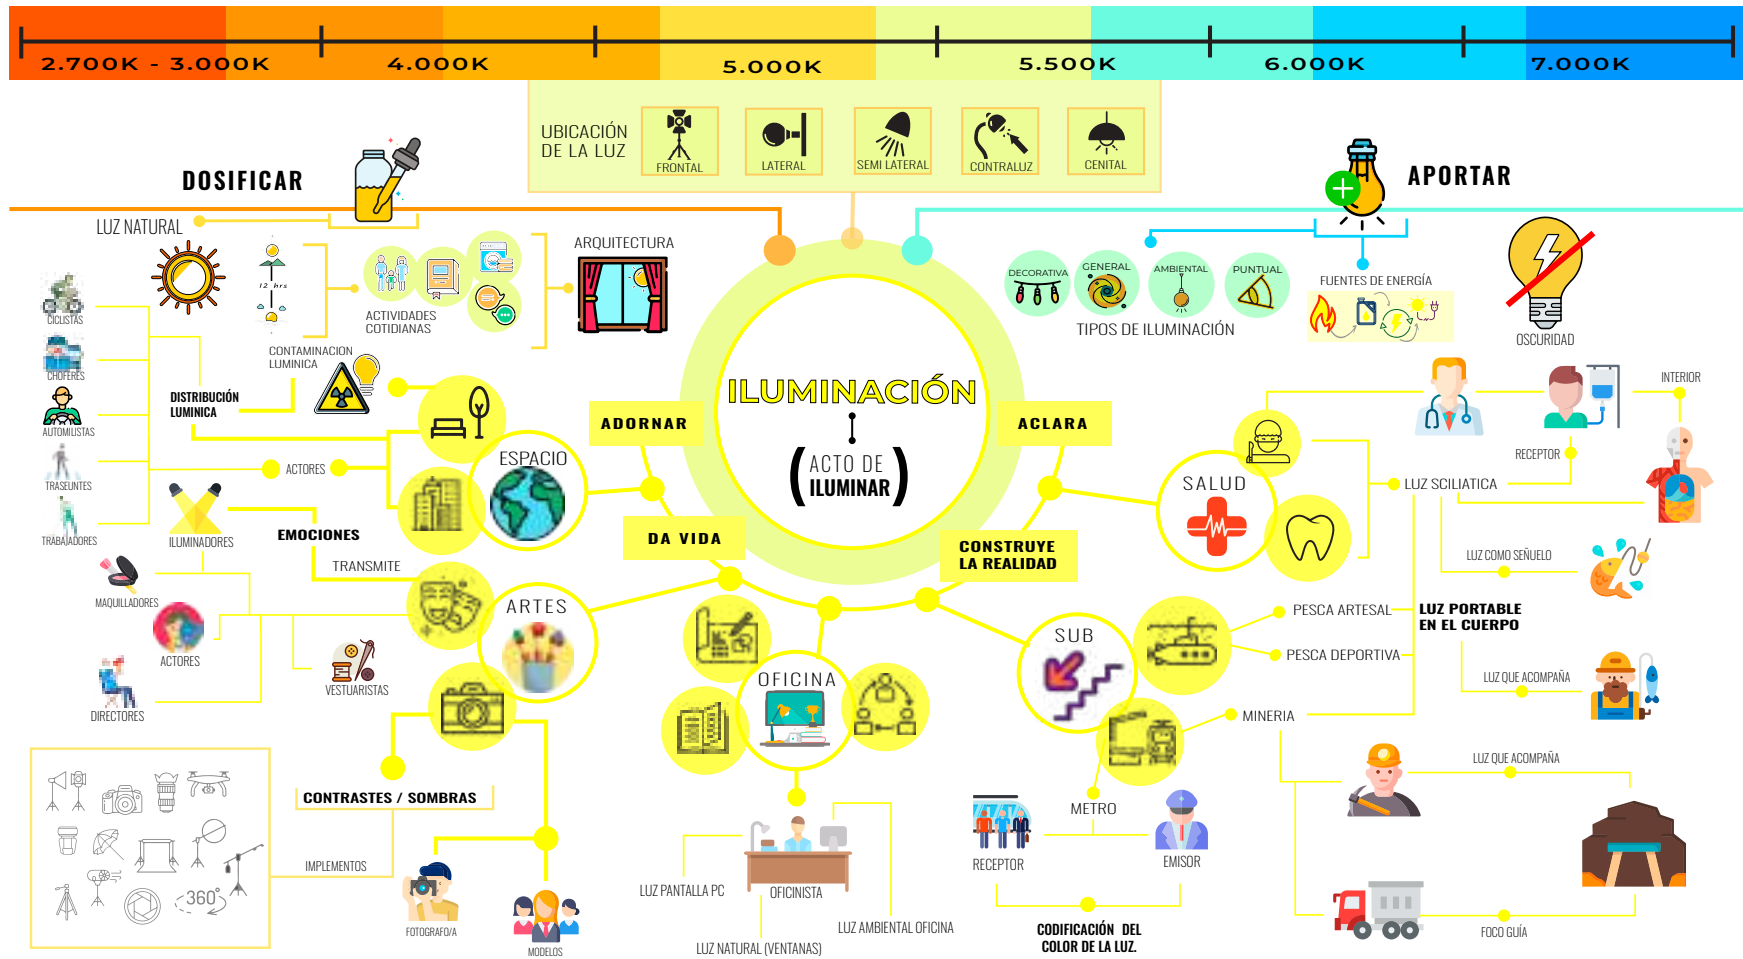 2.700K - 3.000K
4.000K
5.000K
5.500K
6.000K
7.000K
UBICACIÓN
DE LA LUZ
FRONTAL
LATERAL
SEMI LATERAL
CONTRALUZ
CENITAL
DOSIFICAR
APORTAR
LUZ NATURAL
12 hrs
ACTIVIDADES
COTIDIANAS
ARQUITECTURA
DECORATIVA
GENERAL
AMBIENTAL
PUNTUAL
TIPOS DE ILUMINACIÓN
FUENTES DE ENERGÍA
OSCURIDAD
CICLISTAS
CHOFERES
AUTOMILISTAS
TRASEUNTES
TRABAJADORES
CONTAMINACION
LUMINICA
DISTRIBUCIÓN
LUMINICA
ACTORES
ESPACIO
ADORNAR
ILUMINACIÓN
(ACTO DE
ILUMINAR)
ACLARA
DA VIDA
CONSTRUYE
LA REALIDAD
SALUD
INTERIOR
RECEPTOR
LUZ SCILIATICA
LUZ COMO SEÑUELO
ILUMINADORES
EMOCIONES
TRANSMITE
MAQUILLADORES
ACTORES
DIRECTORES
VESTUARISTAS
ARTES
OFICINA
SUB
PESCA ARTESAL
PESCA DEPORTIVA
LUZ PORTABLE
EN EL CUERPO
LUZ QUE ACOMPAÑA
MINERIA
LUZ QUE ACOMPAÑA
FOCO GUÍA
CONTRASTES / SOMBRAS
IMPLEMENTOS
360°
FOTOGRAFO/A
MODELOS
LUZ PANTALLA PC
OFICINISTA
LUZ NATURAL (VENTANAS)
LUZ AMBIENTAL OFICINA
METRO
RECEPTOR
EMISOR
CODIFICACIÓN DEL
COLOR DE LA LUZ.